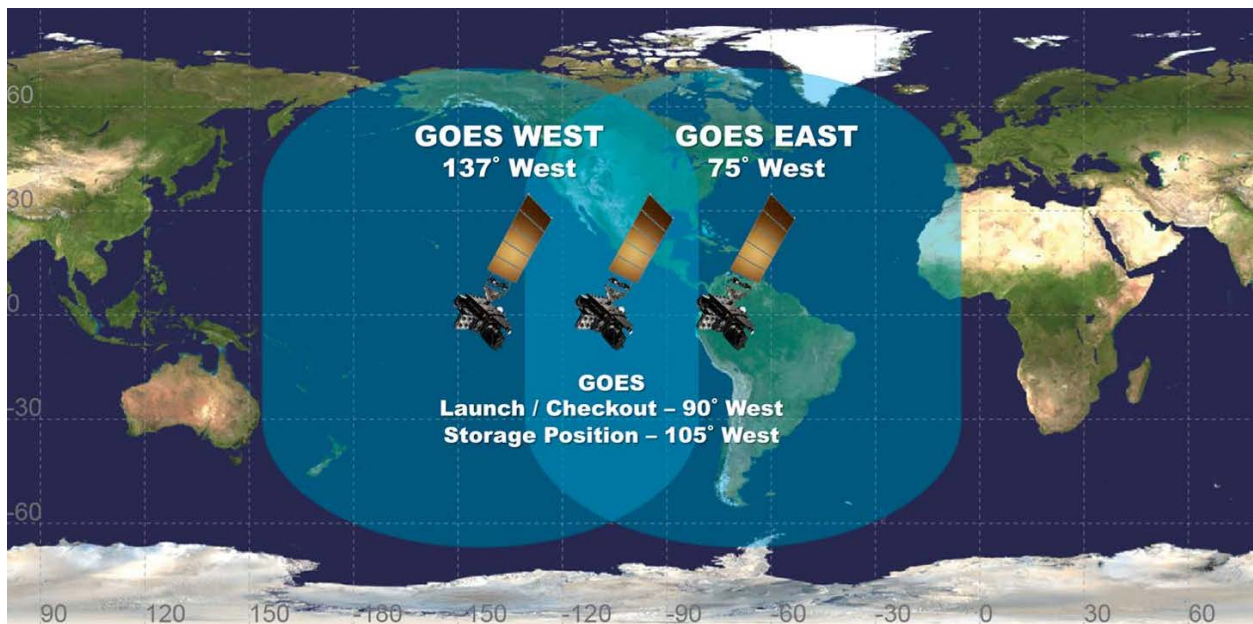 60
GOES WEST
137° West
GOES EAST
75° West
30
0
GOES
Launch / Checkout – 90° West
Storage Position – 105° West
-30
-60
90 120 150 -180 -150 -120 -90 -60 -30 0 30 60